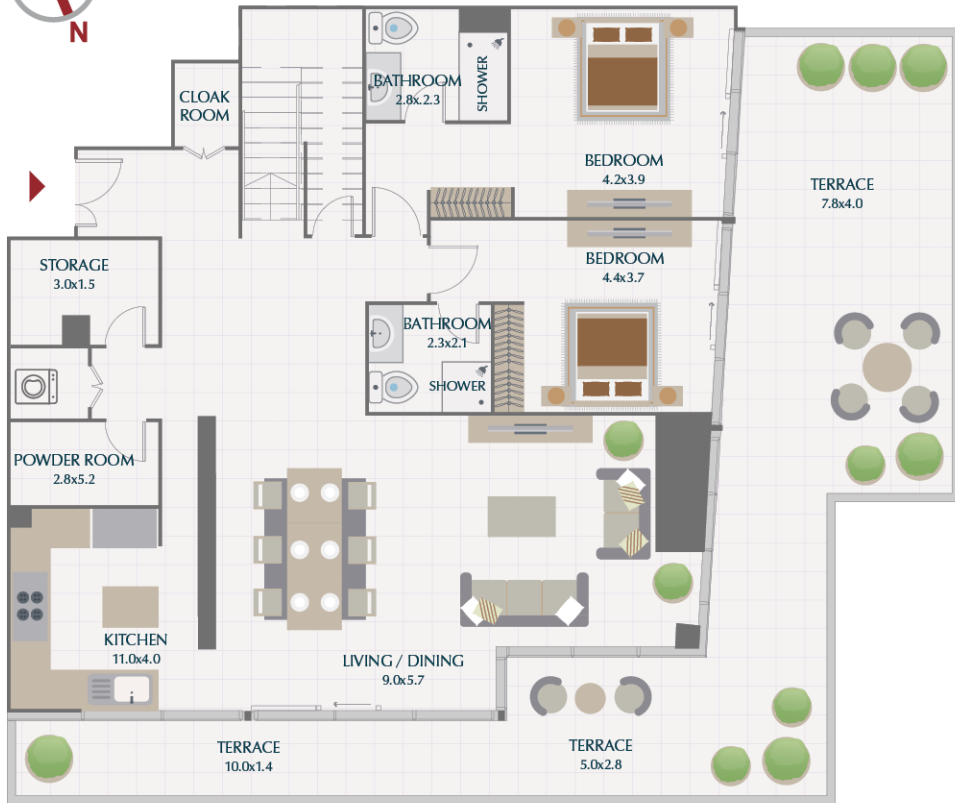 N
CLOAK
ROOM
BATHROOM
2.8x.2.3
SHOWER
BEDROOM
4.2x3.9
TERRACE
7.8x4.0
STORAGE
3.0x1.5
BEDROOM
4.4x3.7
BATHROOM
2.3x2.1
SHOWER
POWDER ROOM
2.8x5.2
KITCHEN
11.0x4.0
LIVING / DINING
9.0x5.7
TERRACE
10.0x1.4
TERRACE
5.0x2.8